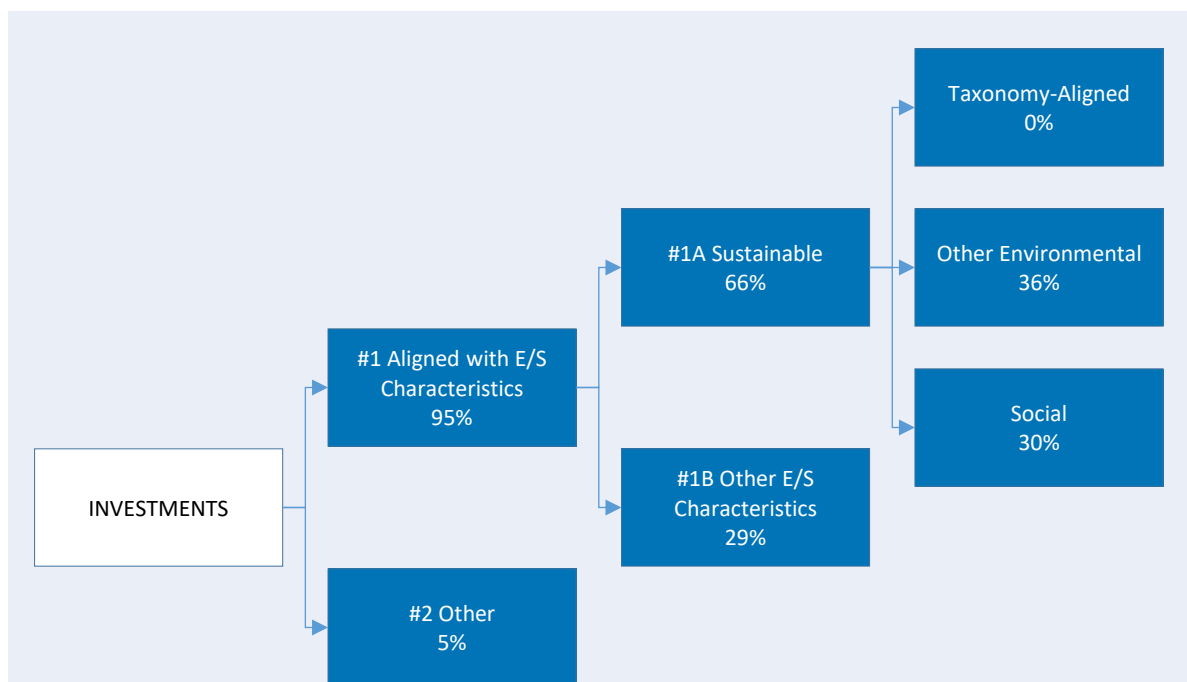 Taxonomy-Aligned
0%
#1A Sustainable
66%
Other Environmental
36%
#1 Aligned with E/S
Characteristics
95%
Social
30%
#1B Other E/S
Characteristics
29%
INVESTMENTS
#2 Other
5%